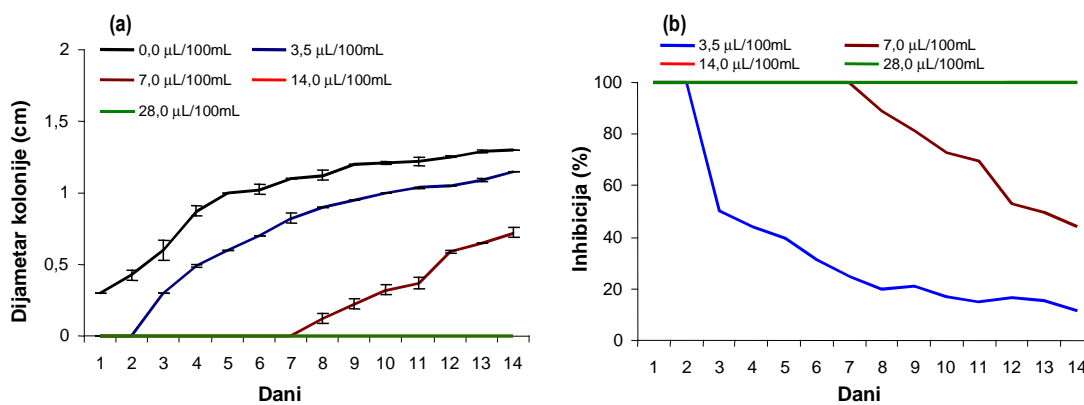 (a)
0,0 µL/100mL 3,5 µL/100mL
7,0 µL/100mL 14,0 µL/100mL
28,0 µL/100mL
Dijametar kolonije (cm)
2
1,5
1
0,5
0
1 2 3 4 5 6 7 8 9 10 11 12 13 14
Dani
(b)
3,5 µL/100mL 7,0 µL/100mL
14,0 µL/100mL 28,0 µL/100mL
Inhibicija (%)
100
80
60
40
20
0
1 2 3 4 5 6 7 8 9 10 11 12 13 14
Dani